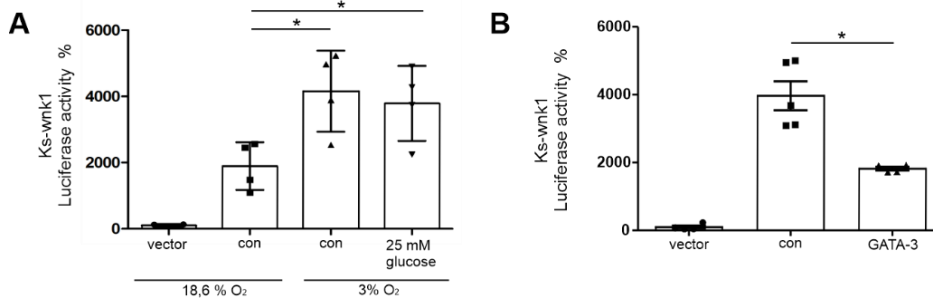 A
Ks-wnk1
Luciferase activity %
6000
4000
2000
0
*
*
vector
con
con
25 mM
glucose
18,6 % O₂
3% O₂
B
Ks-wnk1
Luciferase activity %
6000
4000
2000
0
*
vector
con
GATA-3